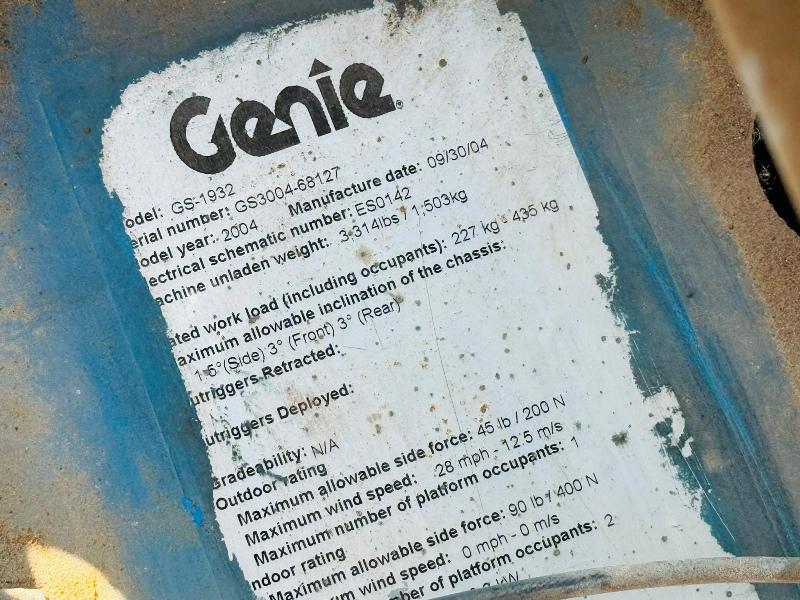 Genie
odel: GS-1932
erial number: GS3004-68127
odel year: 2004 Manufacture date: 09/30/04
ectrical schematic number: ES0142
achine unladen weight: 3,314lbs / 1,503kg
ated work load (including occupants): 227 kg - 435 kg
aximum allowable inclination of the chassis:
1.5°(Side) 3° (Front) 3° (Rear)
utriggers Retracted:
utriggers Deployed:
radeability: N/A
Outdoor rating
Maximum allowable side force: 45 lb / 200 N
Maximum wind speed: 28 mph - 12.5 m/s
Maximum number of platform occupants: 1
ndoor rating
Maximum allowable side force: 90 lb / 400 N
um wind speed: 0 mph - 0 m/s
number of platform occupants: 2
kW